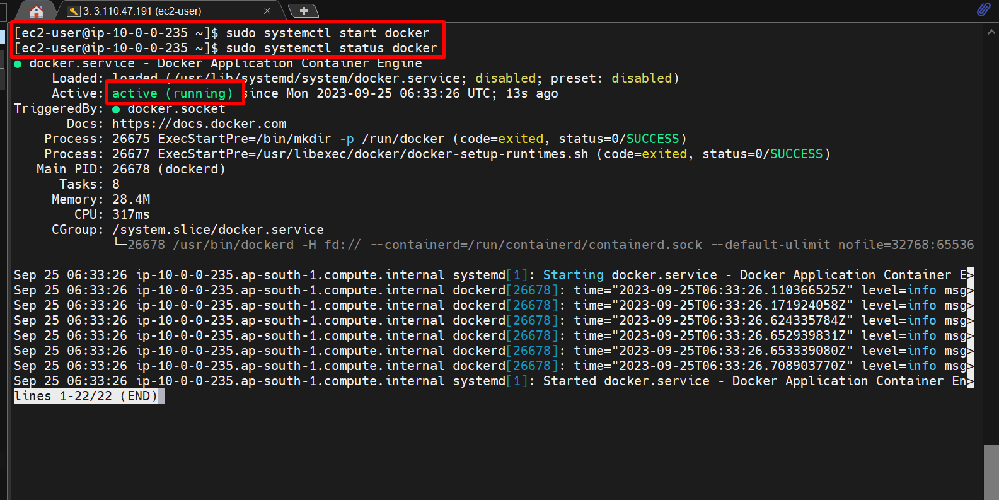 3. 3.110.47.191 (ec2-user)
[ec2-user@ip-10-0-0-235 ~]$ sudo systemctl start docker
[ec2-user@ip-10-0-0-235 ~]$ sudo systemctl status docker
● docker.service - Docker Application Container Engine
     Loaded: loaded (/usr/lib/systemd/system/docker.service; disabled; preset: disabled)
     Active: active (running) since Mon 2023-09-25 06:33:26 UTC; 13s ago
TriggeredBy: ● docker.socket
       Docs: https://docs.docker.com
    Process: 26675 ExecStartPre=/bin/mkdir -p /run/docker (code=exited, status=0/SUCCESS)
    Process: 26677 ExecStartPre=/usr/libexec/docker/docker-setup-runtimes.sh (code=exited, status=0/SUCCESS)
   Main PID: 26678 (dockerd)
      Tasks: 8
     Memory: 28.4M
        CPU: 317ms
     CGroup: /system.slice/docker.service
             └─26678 /usr/bin/dockerd -H fd:// --containerd=/run/containerd/containerd.sock --default-ulimit nofile=32768:65536
Sep 25 06:33:26 ip-10-0-0-235.ap-south-1.compute.internal systemd[1]: Starting docker.service - Docker Application Container E>
Sep 25 06:33:26 ip-10-0-0-235.ap-south-1.compute.internal dockerd[26678]: time="2023-09-25T06:33:26.110366525Z" level=info msg>
Sep 25 06:33:26 ip-10-0-0-235.ap-south-1.compute.internal dockerd[26678]: time="2023-09-25T06:33:26.171924058Z" level=info msg>
Sep 25 06:33:26 ip-10-0-0-235.ap-south-1.compute.internal dockerd[26678]: time="2023-09-25T06:33:26.624335784Z" level=info msg>
Sep 25 06:33:26 ip-10-0-0-235.ap-south-1.compute.internal dockerd[26678]: time="2023-09-25T06:33:26.652939831Z" level=info msg>
Sep 25 06:33:26 ip-10-0-0-235.ap-south-1.compute.internal dockerd[26678]: time="2023-09-25T06:33:26.653339080Z" level=info msg>
Sep 25 06:33:26 ip-10-0-0-235.ap-south-1.compute.internal dockerd[26678]: time="2023-09-25T06:33:26.708903770Z" level=info msg>
Sep 25 06:33:26 ip-10-0-0-235.ap-south-1.compute.internal systemd[1]: Started docker.service - Docker Application Container En>
lines 1-22/22 (END)